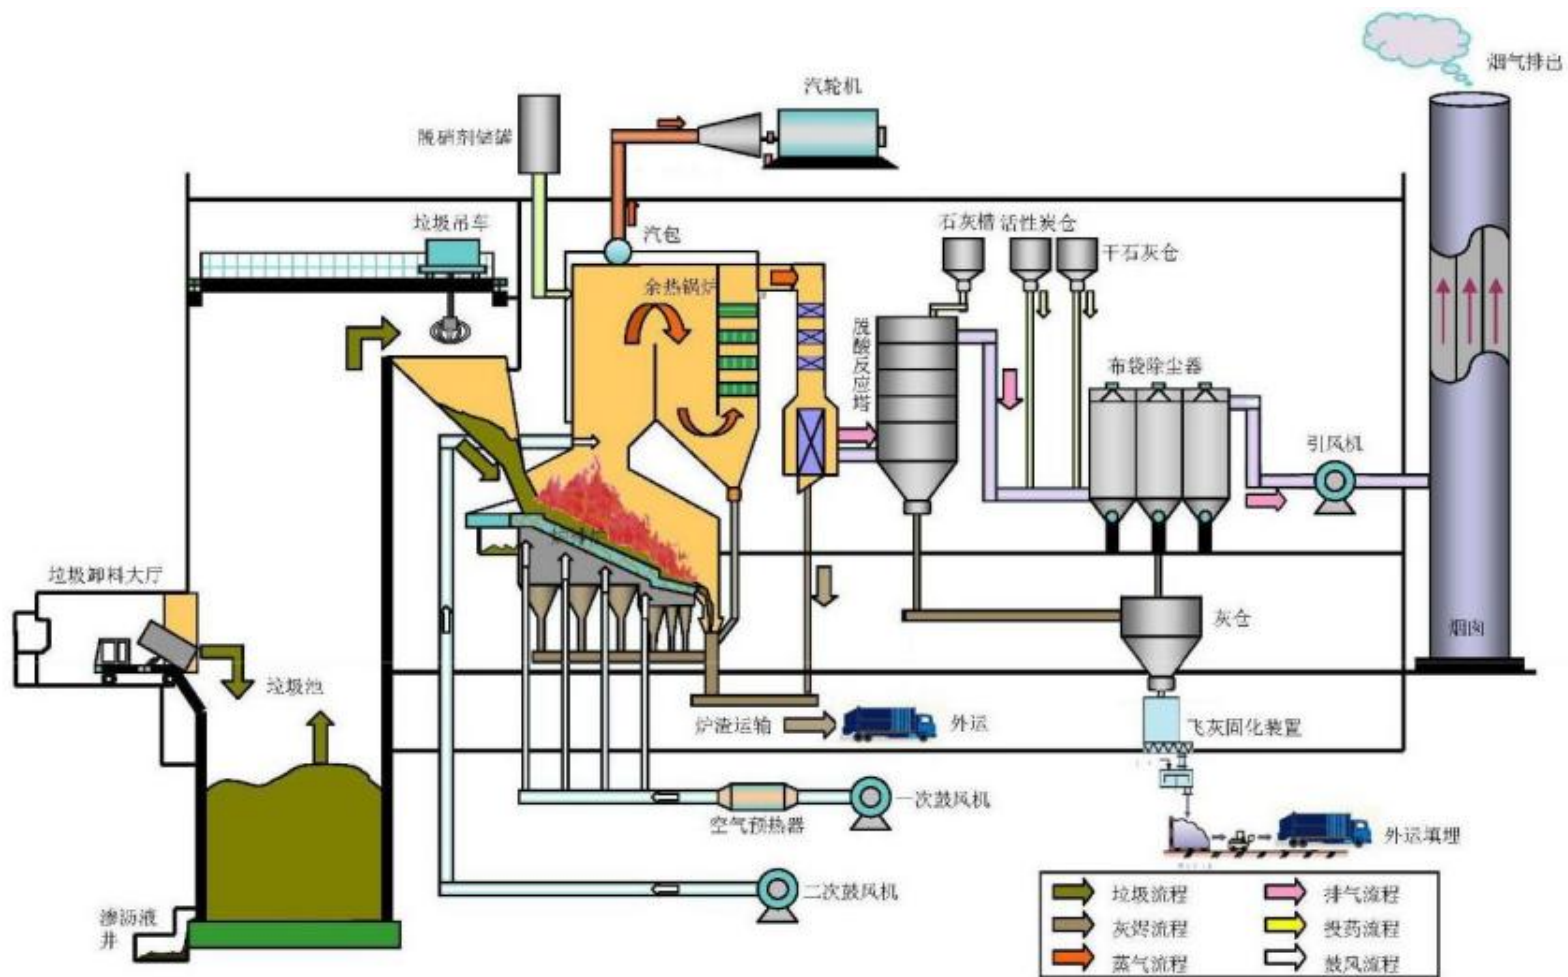 烟气排出
汽轮机
脱硝剂储罐
垃圾吊车
汽包
石灰槽
活性炭仓
干石灰仓
余热锅炉
脱酸反应塔
布袋除尘器
引风机
垃圾卸料大厅
灰仓
烟囱
垃圾池
炉渣运输
外运
飞灰固化装置
一次鼓风机
空气预热器
外运填埋
二次鼓风机
渗沥液
井
垃圾流程
排气流程
灰烬流程
投药流程
蒸气流程
鼓风流程